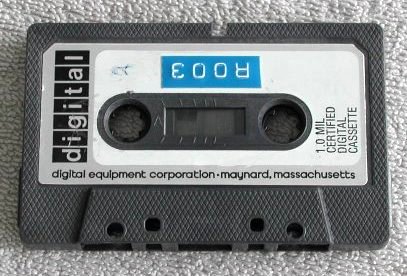 digital
R003
A
1.0 MIL
CERTIFIED
DIGITAL
CASSETTE
digital equipment corporation • maynard, massachusetts